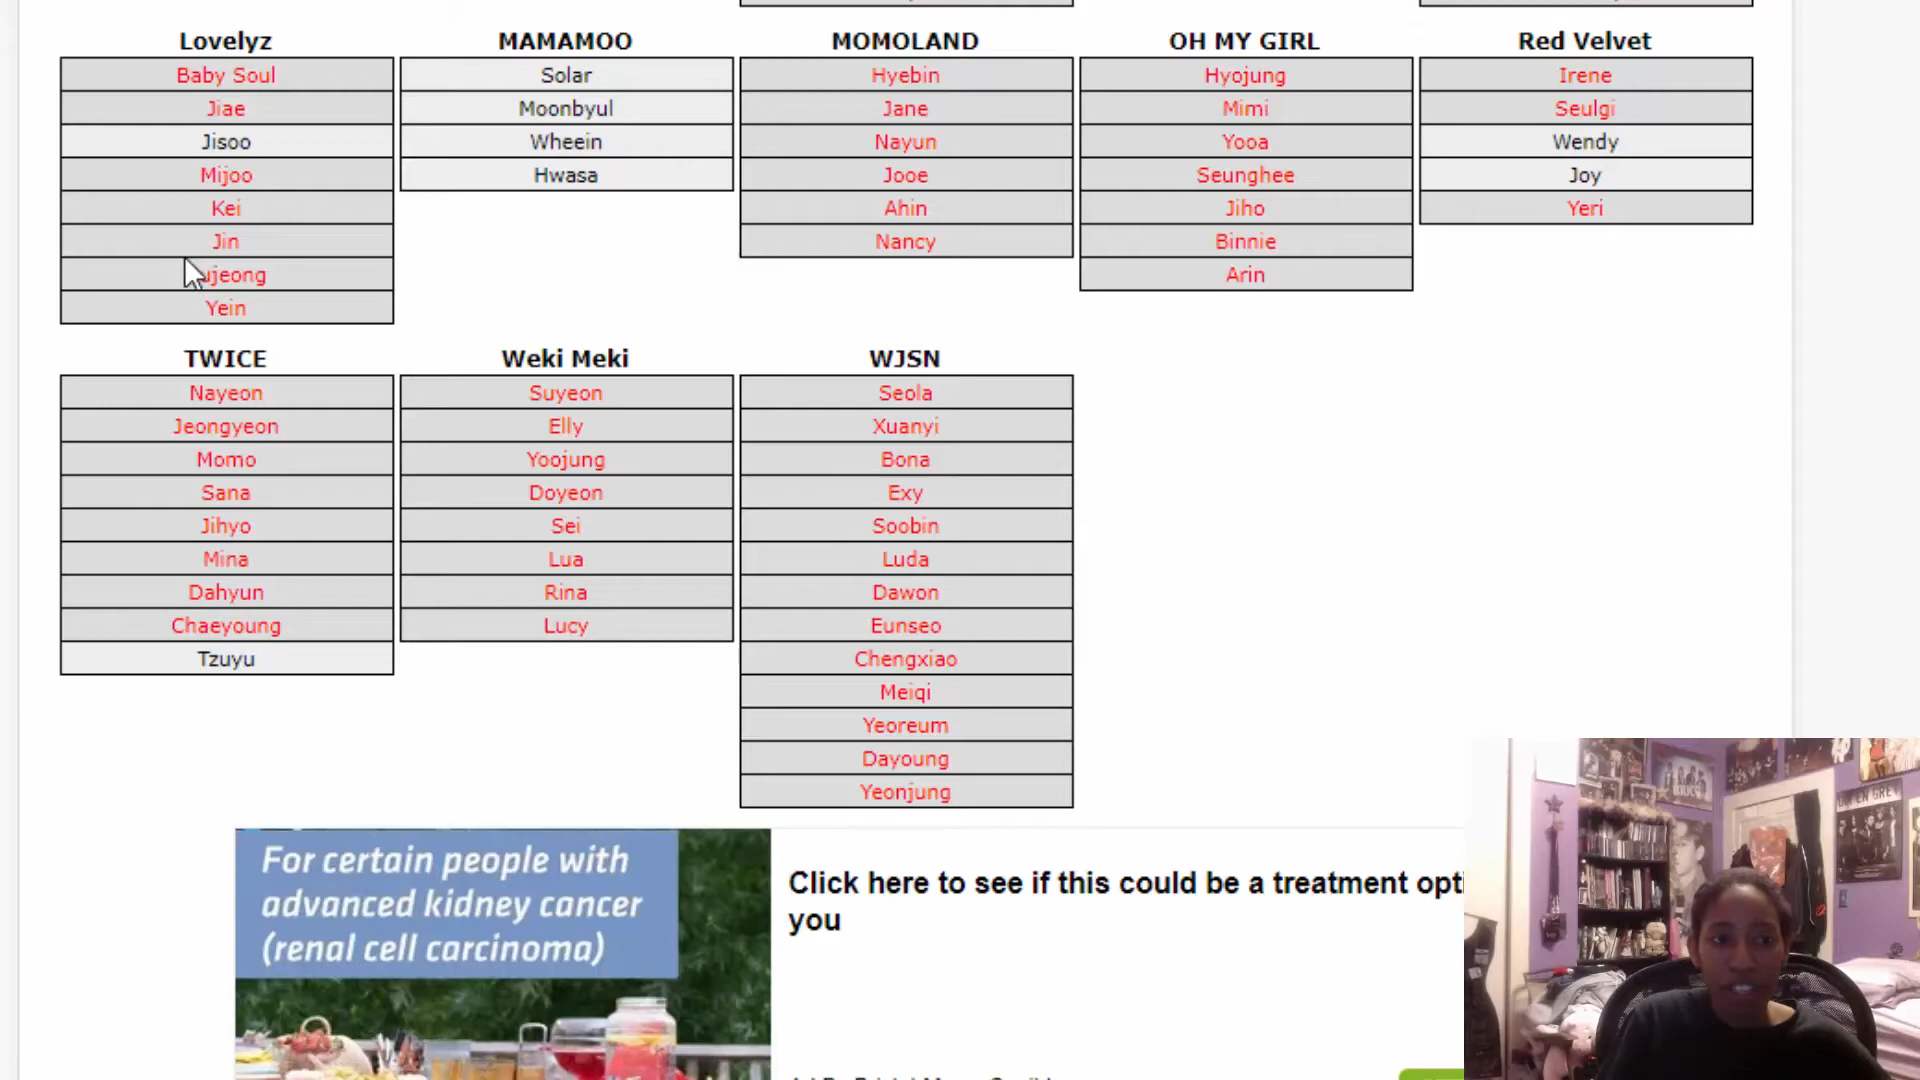 Lovelyz
Baby Soul
Jiae
Jisoo
Mijoo
Kei
Jin
jeong
Yein
MAMAMOO
Solar
Moonbyul
Wheein
Hwasa
MOMOLAND
Hyebin
Jane
Nayun
Jooe
Ahin
Nancy
OH MY GIRL
Hyojung
Mimi
Yooa
Seunghee
Jiho
Binnie
Arin
Red Velvet
Irene
Seulgi
Wendy
Joy
Yeri
TWICE
Nayeon
Jeongyeon
Momo
Sana
Jihyo
Mina
Dahyun
Chaeyoung
Tzuyu
Weki Meki
Suyeon
Elly
Yoojung
Doyeon
Sei
Lua
Rina
Lucy
WJSN
Seola
Xuanyi
Bona
Exy
Soobin
Luda
Dawon
Eunseo
Chengxiao
Meiqi
Yeoreum
Dayoung
Yeonjung
For certain people with
advanced kidney cancer
(renal cell carcinoma)
Click here to see if this could be a treatment opti
you